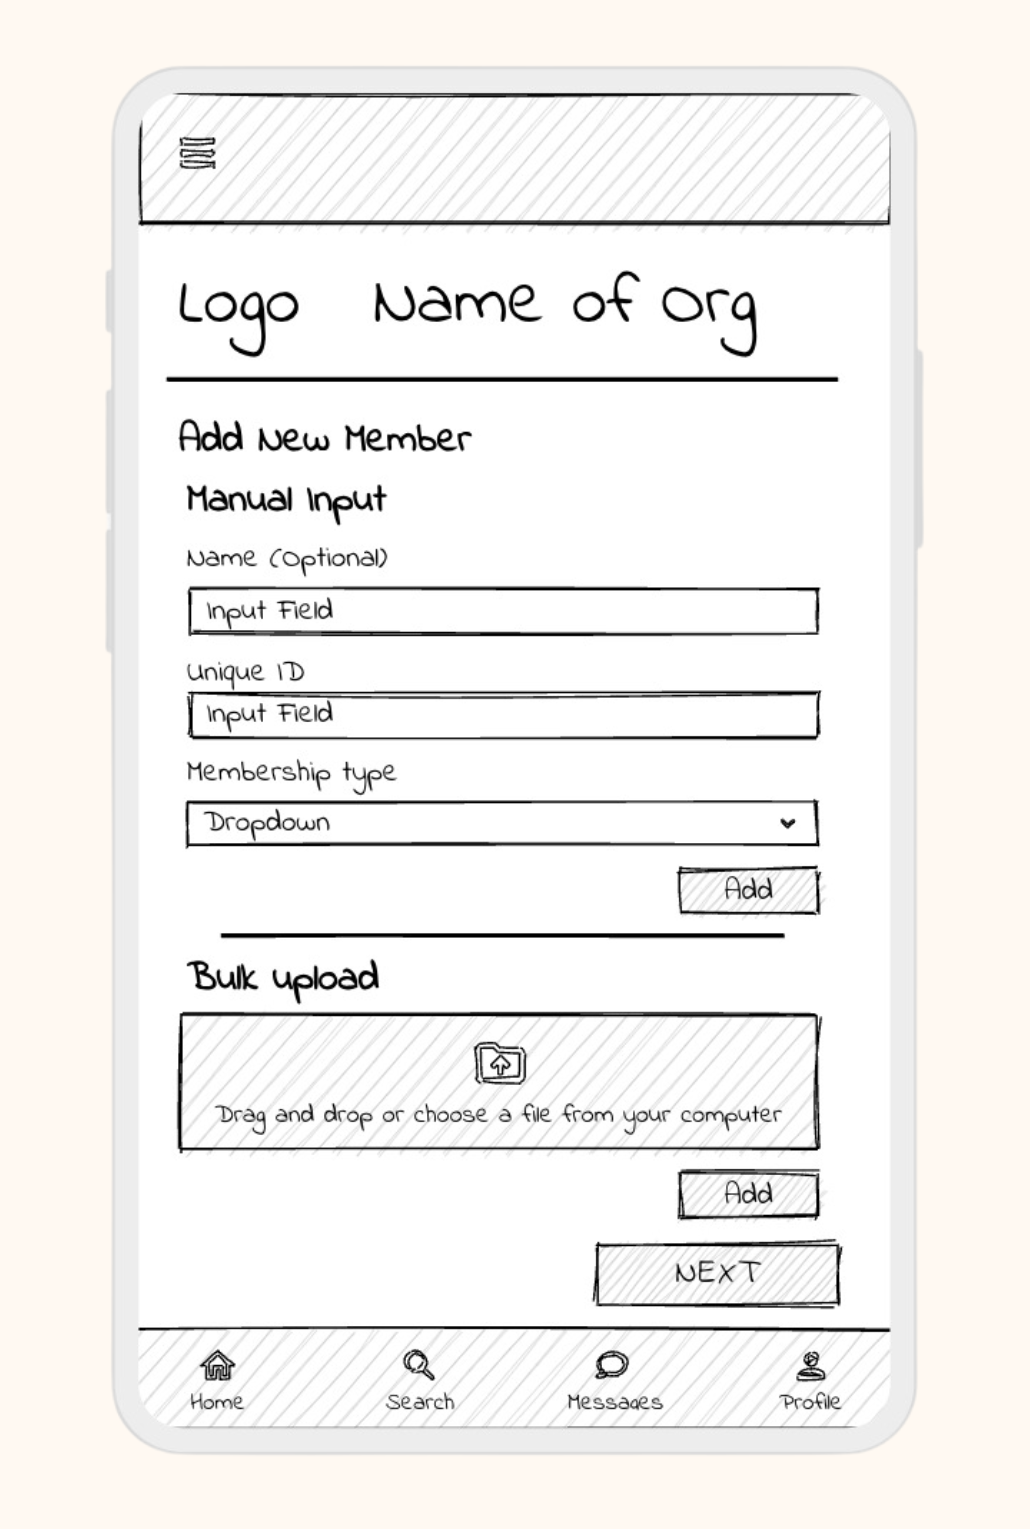 Logo Name of Org
Add New Member
Manual Input
Name (Optional)
Input Field
Unique ID
Input Field
Membership type
Dropdown
Add
Bulk upload
Drag and drop or choose a file from your computer
Add
NEXT
Home Search Messages Profile